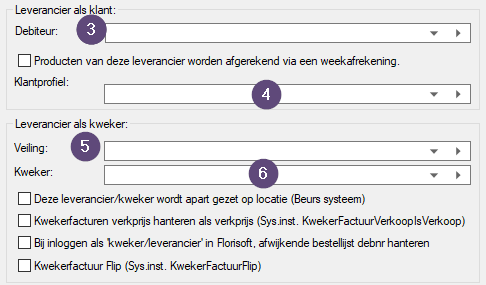 Leverancier als klant:
Debiteur: 3
Producten van deze leverancier worden afgerekend via een weekafrekening.
Klantprofiel: 4
Leverancier als kweker:
Veiling: 5
Kweker: 6
Deze leverancier/kweker wordt apart gezet op locatie (Beurs systeem)
Kwekerfacturen verkprijs hanteren als verkprijs (Sys.inst. KwekerFactuurVerkoopIsVerkoop)
Bij inloggen als 'kweker/leverancier' in Florisoft, afwijkende bestellijst debnr hanteren
Kwekerfactuur Flip (Sys.inst. KwekerFactuurFlip)